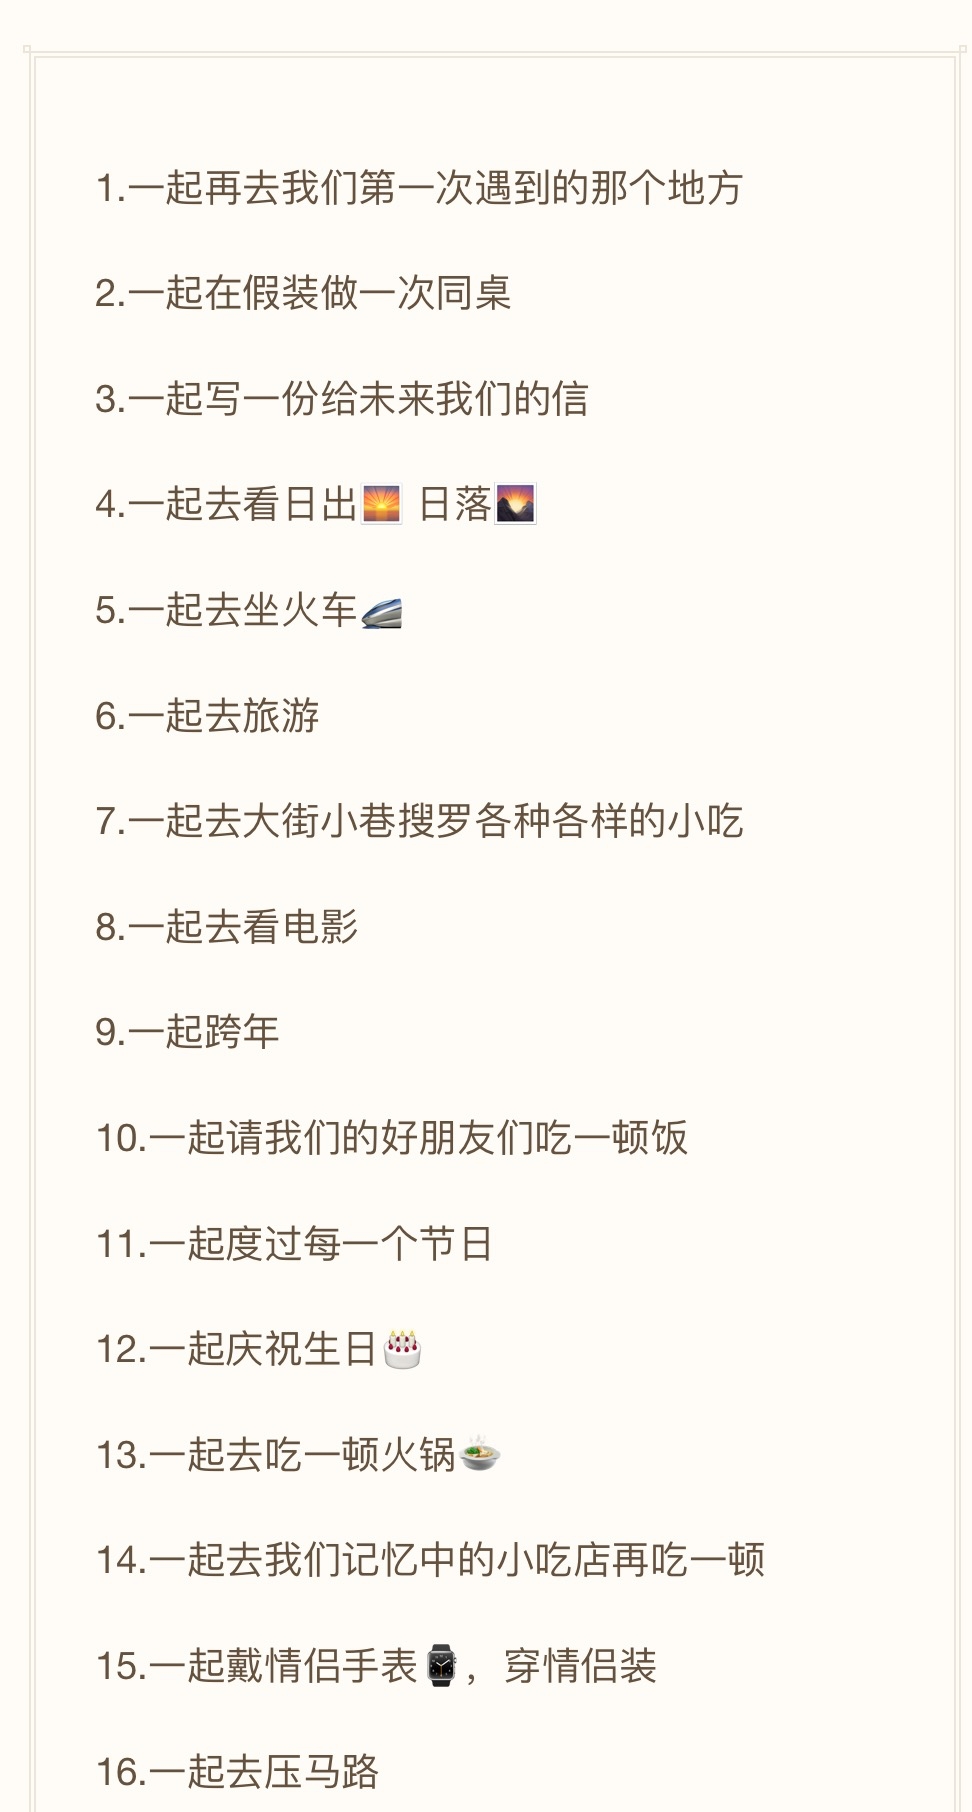 1.一起再去我们第一次遇到的那个地方
2.一起在假装做一次同桌
3.一起写一份给未来我们的信
4.一起去看日出🌅 日落🌄
5.一起去坐火车🚄
6.一起去旅游
7.一起去大街小巷搜罗各种各样的小吃
8.一起去看电影
9.一起跨年
10.一起请我们的好朋友们吃一顿饭
11.一起度过每一个节日
12.一起庆祝生日🎂
13.一起去吃一顿火锅🍲
14.一起去我们记忆中的小吃店再吃一顿
15.一起戴情侣手表⌚️，穿情侣装
16.一起去压马路